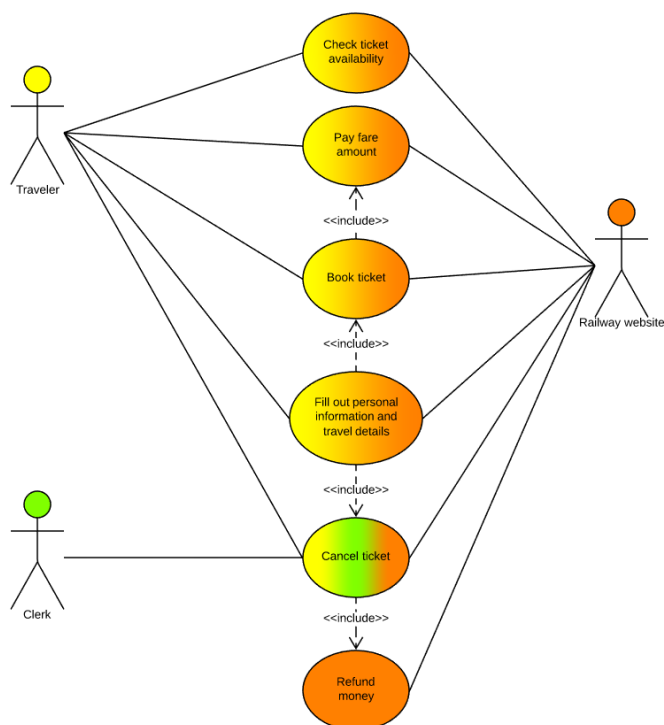 Check ticket
availability
Traveler
Pay fare
amount
<<include>>
Book ticket
Railway website
<<include>>
Fill out personal
information and
travel details
<<include>>
Clerk
Cancel ticket
<<include>>
Refund
money